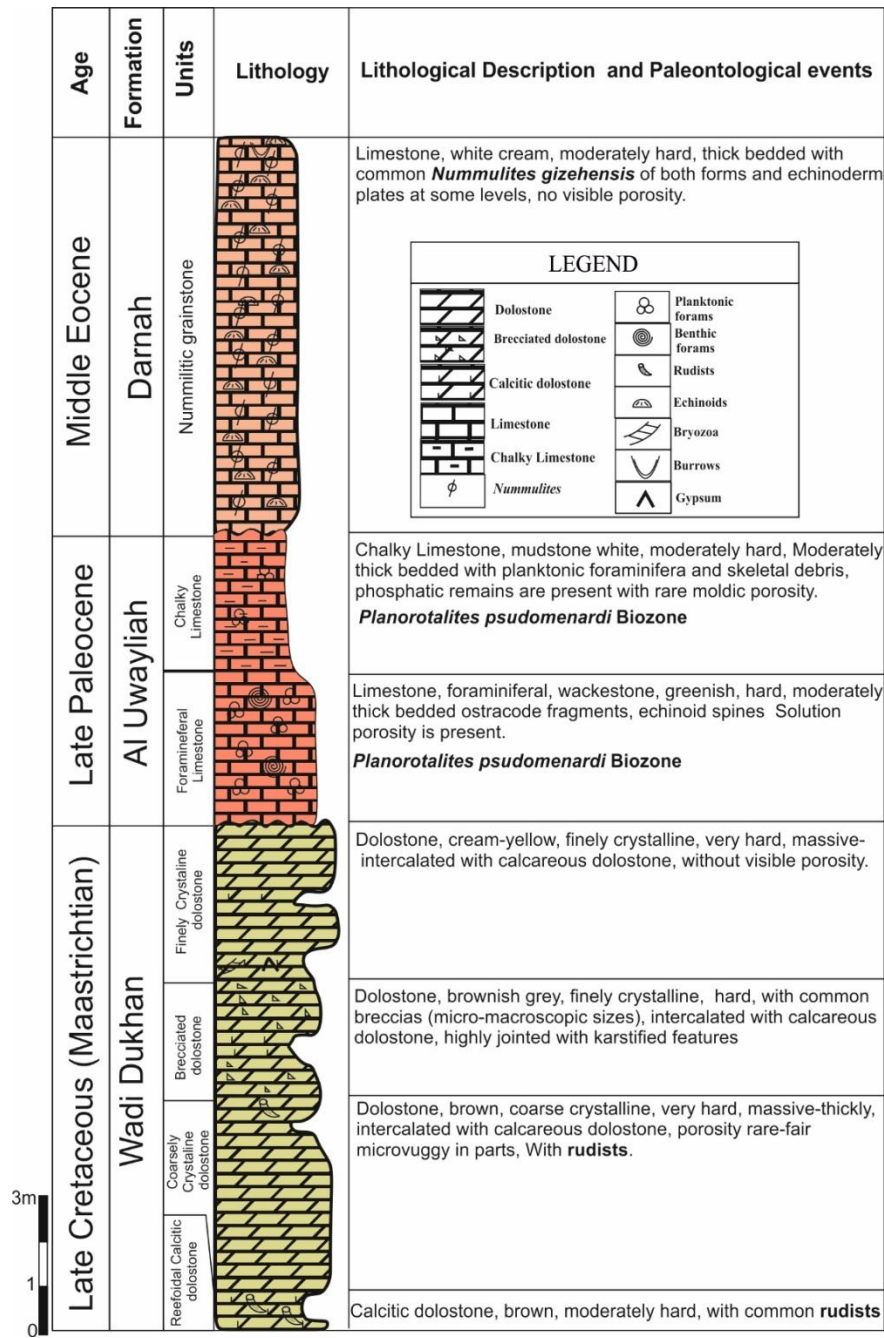 Age
Formation
Units
Lithology
Lithological Description and Paleontological events
Middle Eocene
Darnah
Nummilitic grainstone
Limestone, white cream, moderately hard, thick bedded with
common Nummulites gizehensis of both forms and echinoderm
plates at some levels, no visible porosity.
LEGEND
Dolostone
Brecciated dolostone
Calcitic dolostone
Limestone
Chalky Limestone
Nummulites
Planktonic
forams
Benthic
forams
Rudists
Echinoids
Bryozoa
Burrows
Gypsum
Late Paleocene
Al Uwayliah
Chalky
Limestone
Chalky Limestone, mudstone white, moderately hard, Moderately
thick bedded with planktonic foraminifera and skeletal debris,
phosphatic remains are present with rare moldic porosity.
Planorotalites psudomenardi Biozone
Foramineferal
Limestone
Limestone, foraminiferal, wackestone, greenish, hard, moderately
thick bedded ostracode fragments, echinoid spines Solution
porosity is present.
Planorotalites psudomenardi Biozone
Late Cretaceous (Maastrichtian)
Wadi Dukhan
Finely Crystaline
dolostone
Dolostone, cream-yellow, finely crystalline, very hard, massive-
intercalated with calcareous dolostone, without visible porosity.
Brecciated
dolostone
Dolostone, brownish grey, finely crystalline, hard, with common
breccias (micro-macroscopic sizes), intercalated with calcareous
dolostone, highly jointed with karstified features
Coarsely
Crystaline
dolostone
Dolostone, brown, coarse crystalline, very hard, massive-thickly,
intercalated with calcareous dolostone, porosity rare-fair
microvuggy in parts, With rudists.
Reefoidal Calcitic
dolostone
Calcitic dolostone, brown, moderately hard, with common rudists
3m
1
0